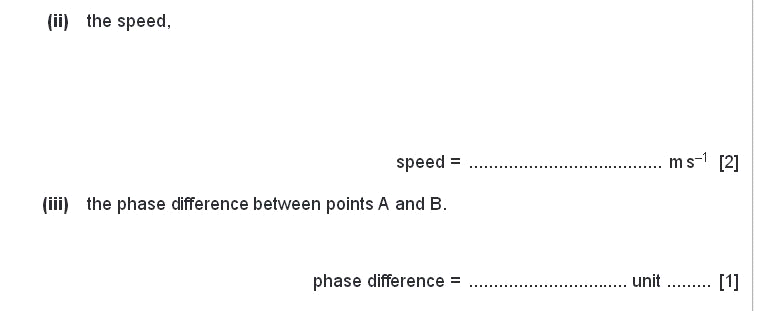 (ii) the speed,
speed = ...................................... m s⁻¹ [2]
(iii) the phase difference between points A and B.
phase difference = ................................ unit ......... [1]